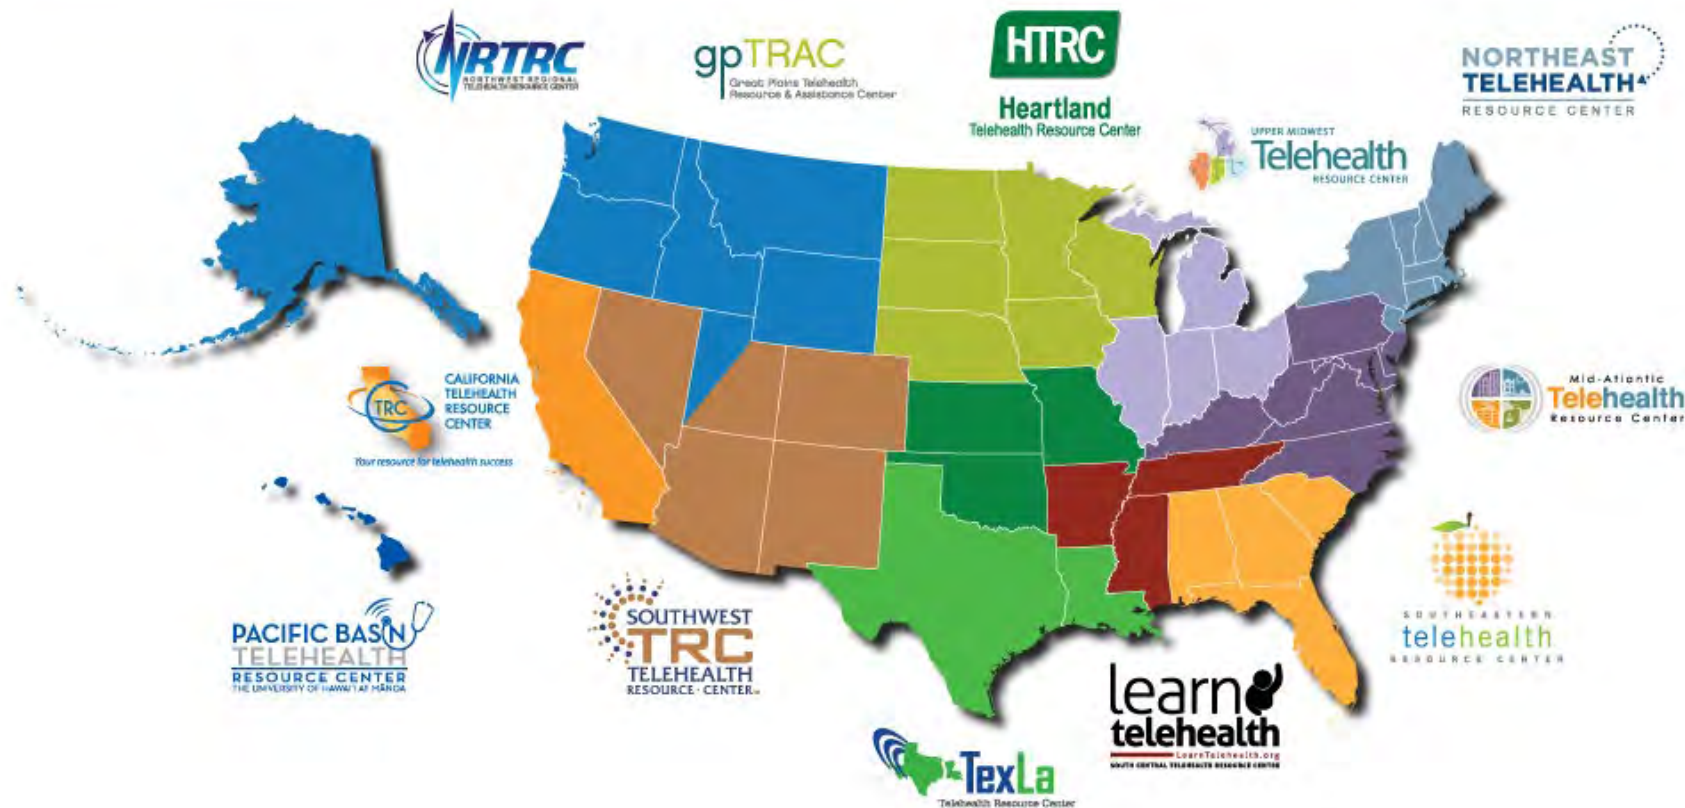 NRTRC
NORTHWEST REGIONAL
TELEHEALTH RESOURCE CENTER
gpTRAC
Great Plains Telehealth
Resource & Assistance Center
HTRC
Heartland
Telehealth Resource Center
NORTHEAST
TELEHEALTH
RESOURCE CENTER
UPPER MIDWEST
Telehealth
RESOURCE CENTER
TRC
CALIFORNIA
TELEHEALTH
RESOURCE
CENTER
Your resource for telehealth success
Mid-Atlantic
Telehealth
Resource Center
PACIFIC BASIN
TELEHEALTH
RESOURCE CENTER
THE UNIVERSITY OF HAWAI'I AT MĀNOA
SOUTHWEST
TRC
TELEHEALTH
RESOURCE · CENTER
SOUTHEASTERN
telehealth
RESOURCE CENTER
learn
telehealth
LearnTelehealth.org
SOUTH CENTRAL TELEHEALTH RESOURCE CENTER
TexLa
Telehealth Resource Center